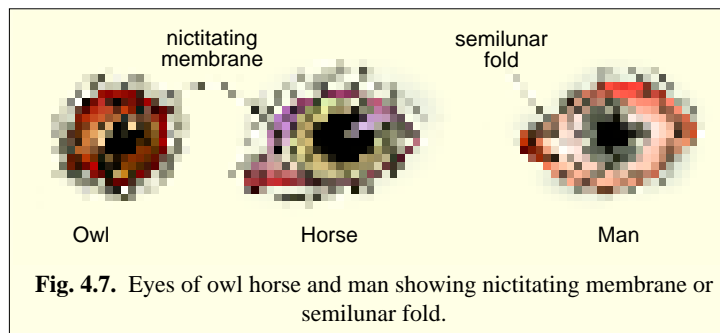 nictitating
membrane
semilunar
fold
Owl
Horse
Man
Fig. 4.7. Eyes of owl horse and man showing nictitating membrane or
semilunar fold.